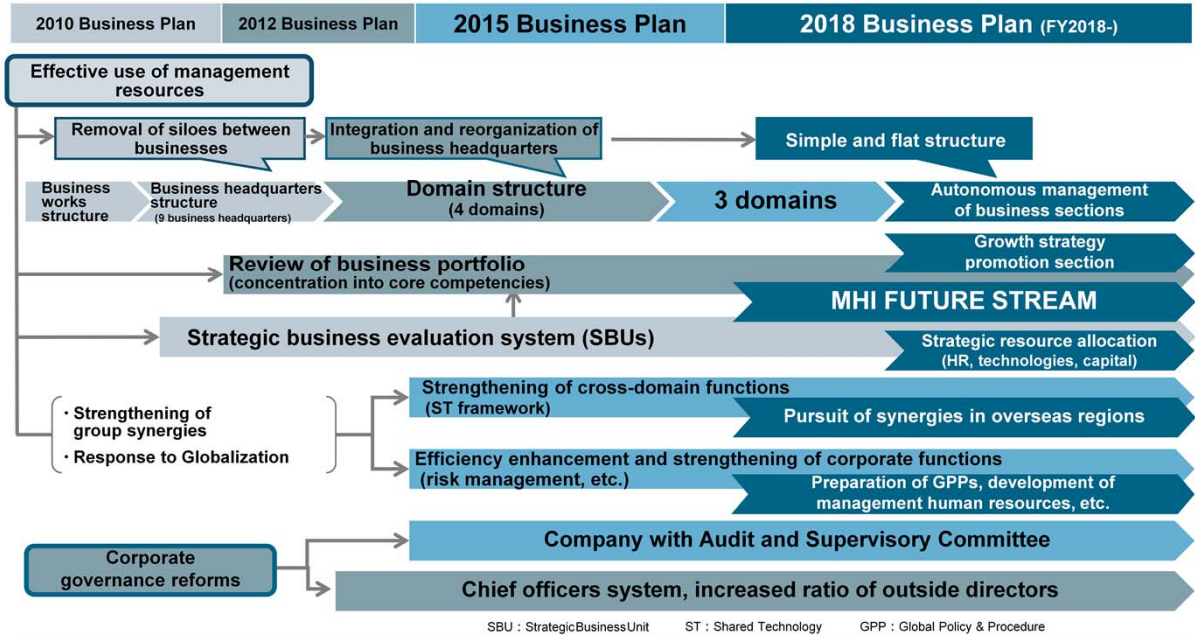 2010 Business Plan
2012 Business Plan
2015 Business Plan
2018 Business Plan (FY2018-)
Effective use of management
resources
Removal of siloes between
businesses
Integration and reorganization of
business headquarters
Simple and flat structure
Business
works
structure
Business headquarters
structure
(9 business headquarters)
Domain structure
(4 domains)
3 domains
Autonomous management
of business sections
Growth strategy
promotion section
Review of business portfolio
(concentration into core competencies)
MHI FUTURE STREAM
Strategic business evaluation system (SBUs)
Strategic resource allocation
(HR, technologies, capital)
・Strengthening of
group synergies
・Response to Globalization
Strengthening of cross-domain functions
(ST framework)
Pursuit of synergies in overseas regions
Efficiency enhancement and strengthening of corporate functions
(risk management, etc.)
Preparation of GPPs, development of
management human resources, etc.
Corporate
governance reforms
Company with Audit and Supervisory Committee
Chief officers system, increased ratio of outside directors
SBU：StrategicBusinessUnit ST：Shared Technology GPP：Global Policy & Procedure